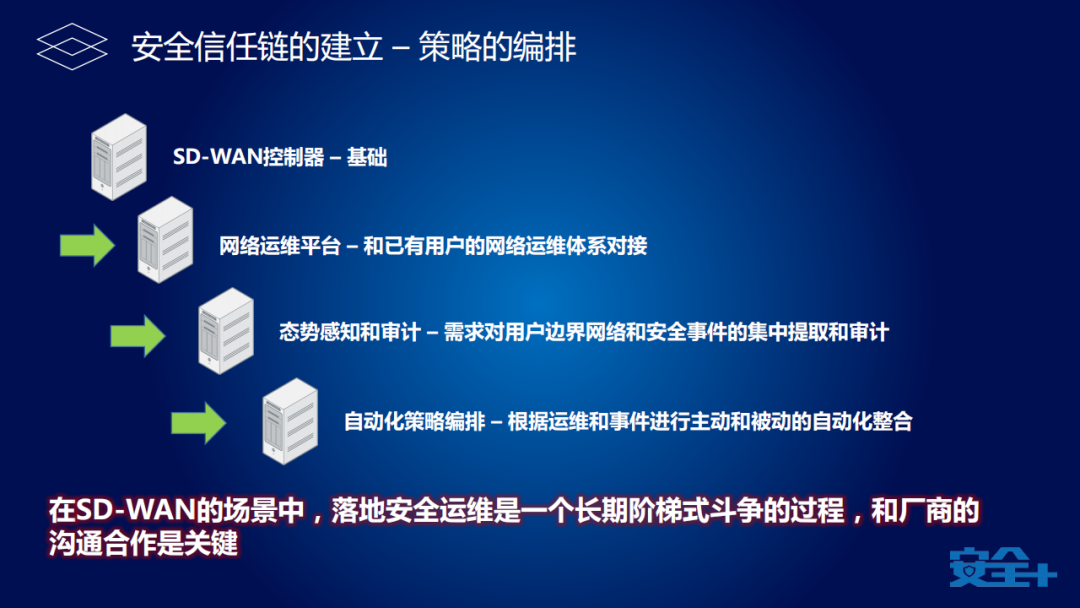 安全信任链的建立 – 策略的编排
SD-WAN控制器 – 基础
网络运维平台 – 和已有用户的网络运维体系对接
态势感知和审计 – 需求对用户边界网络和安全事件的集中提取和审计
自动化策略编排 – 根据运维和事件进行主动和被动的自动化整合
在SD-WAN的场景中，落地安全运维是一个长期阶梯式斗争的过程，和厂商的
沟通合作是关键
安全+